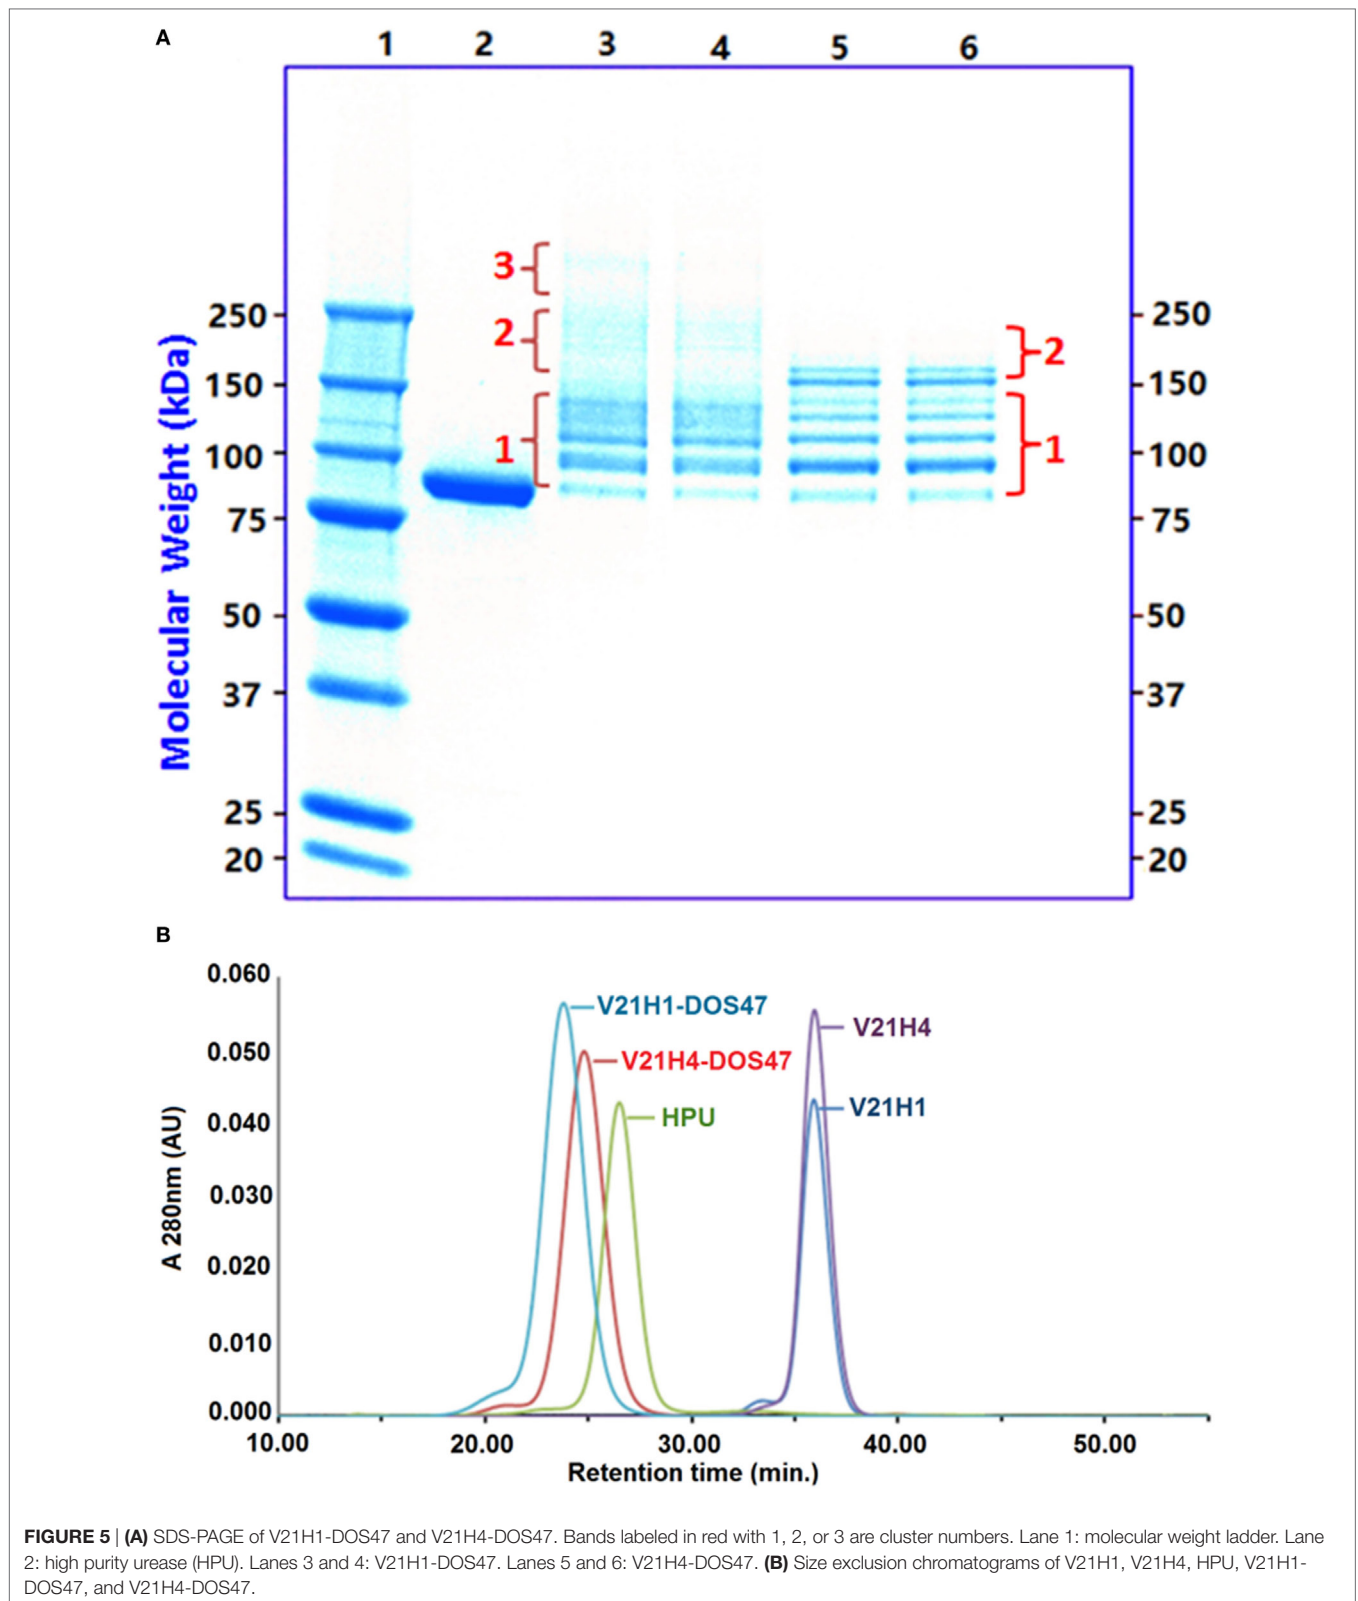 A
1 2 3 4 5 6
3
250 2 250
2
150 150
1 1
100 100
75 75
50 50
37 37
25 25
20 20
Molecular Weight (kDa)
B
0.060
V21H1-DOS47
V21H4
0.050
V21H4-DOS47
0.040
HPU
V21H1
0.030
0.020
0.010
0.000
A 280nm (AU)
10.00 20.00 30.00 40.00 50.00
Retention time (min.)
FIGURE 5 | (A) SDS-PAGE of V21H1-DOS47 and V21H4-DOS47. Bands labeled in red with 1, 2, or 3 are cluster numbers. Lane 1: molecular weight ladder. Lane
2: high purity urease (HPU). Lanes 3 and 4: V21H1-DOS47. Lanes 5 and 6: V21H4-DOS47. (B) Size exclusion chromatograms of V21H1, V21H4, HPU, V21H1-
DOS47, and V21H4-DOS47.